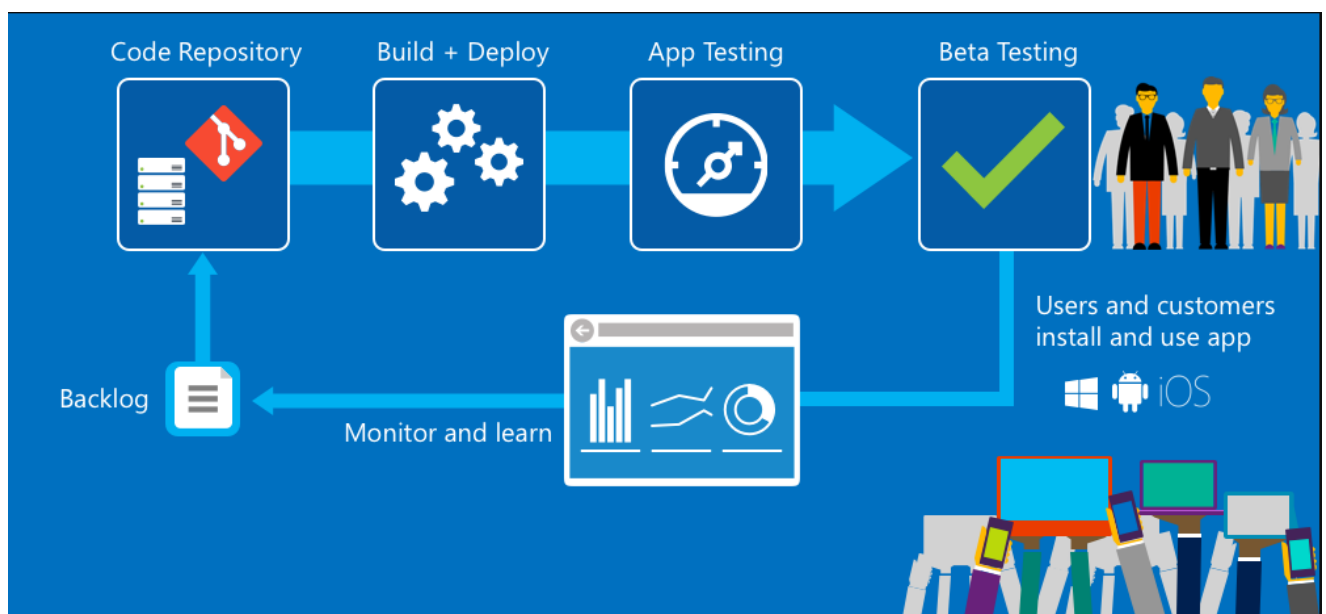 Code Repository
Build + Deploy
App Testing
Beta Testing
Users and customers
install and use app
iOS
Backlog
Monitor and learn